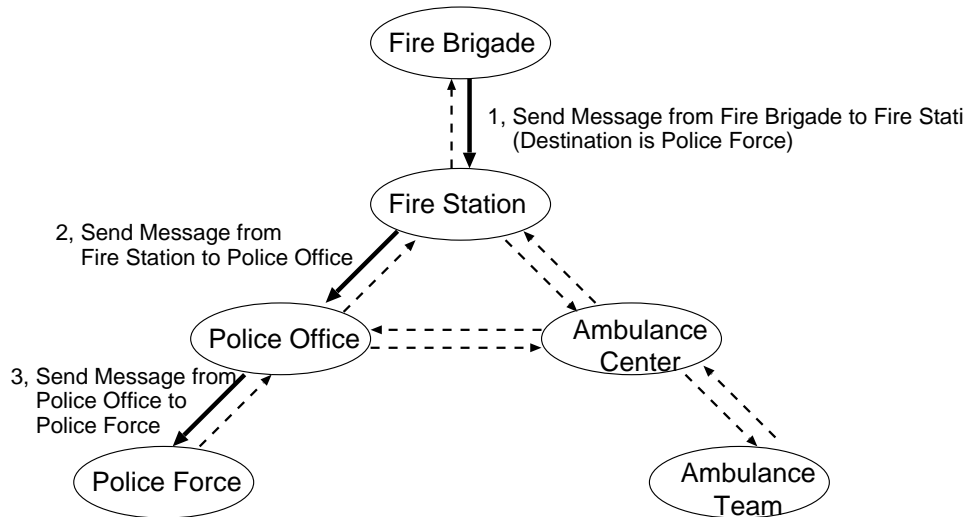 Fire Brigade
1, Send Message from Fire Brigade to Fire Stati
(Destination is Police Force)
Fire Station
2, Send Message from
Fire Station to Police Office
Police Office
Ambulance
Center
3, Send Message from
Police Office to
Police Force
Police Force
Ambulance
Team